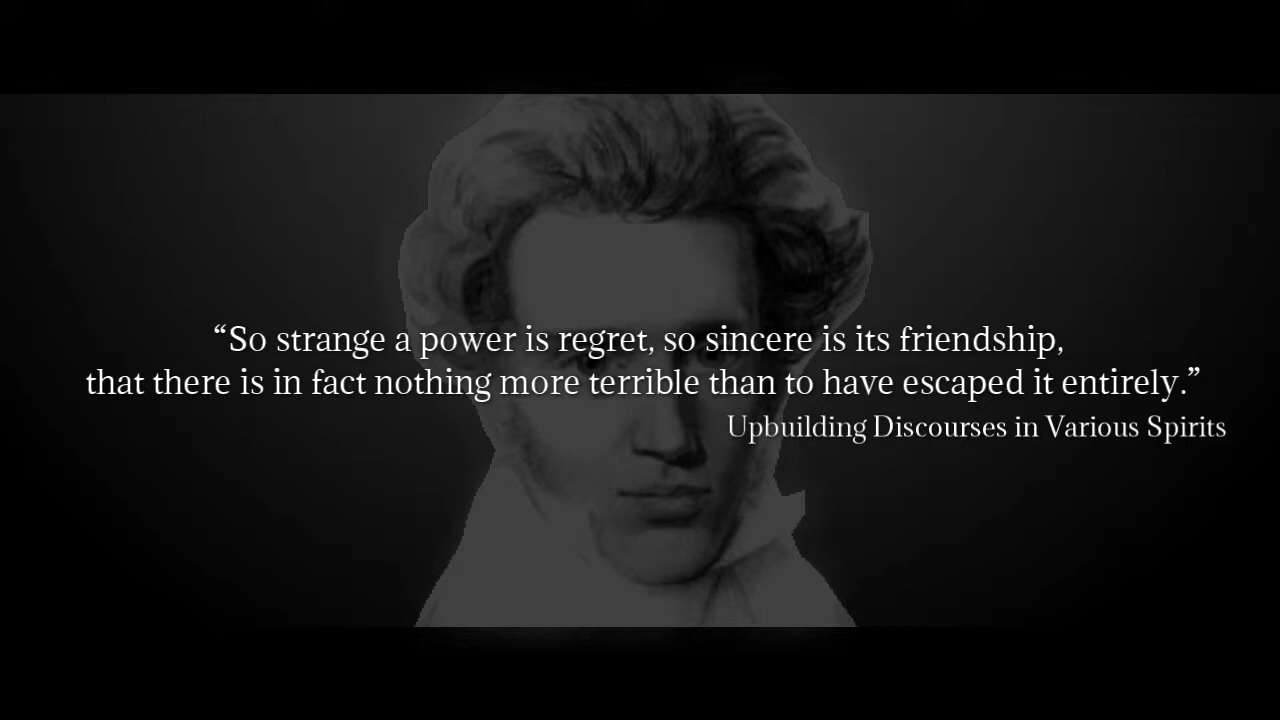 “So strange a power is regret, so sincere is its friendship,
that there is in fact nothing more terrible than to have escaped it entirely.”
Upbuilding Discourses in Various Spirits